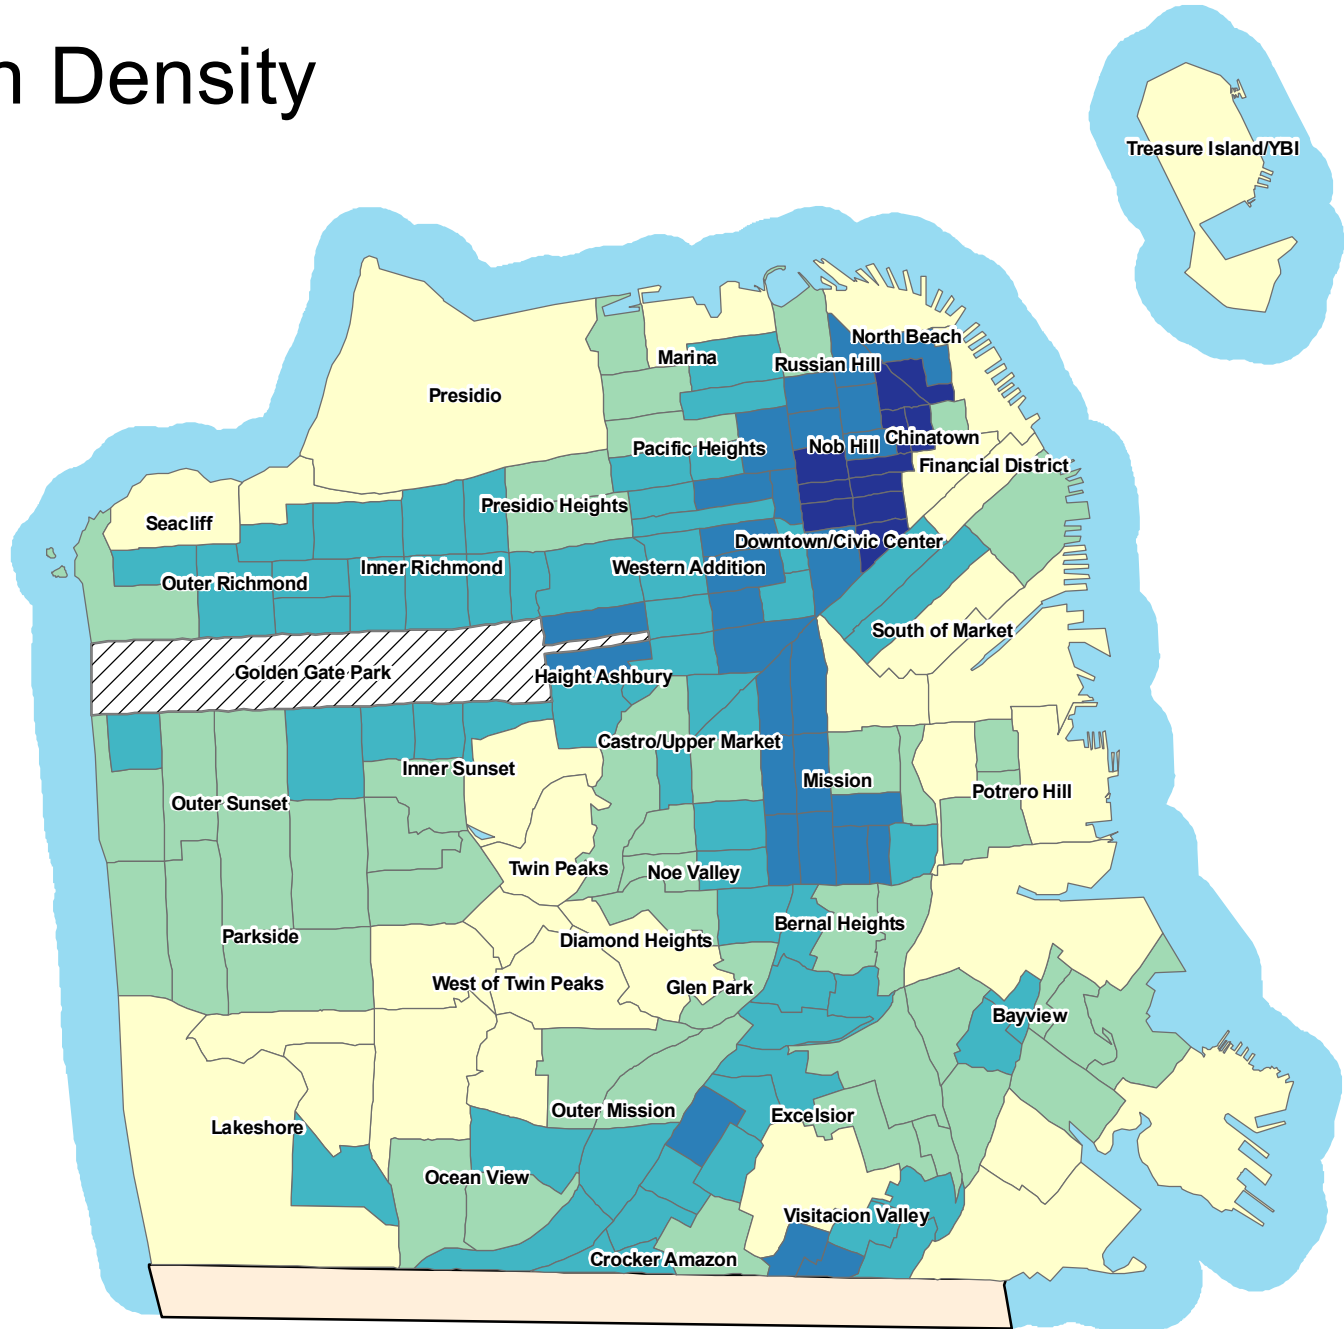 n Density
Treasure Island/YBI
North Beach
Marina
Russian Hill
Presidio
Chinatown
Pacific Heights
Nob Hill
Financial District
Presidio Heights
Seacliff
Downtown/Civic Center
Inner Richmond
Western Addition
Outer Richmond
South of Market
Golden Gate Park
Haight Ashbury
Castro/Upper Market
Inner Sunset
Mission
Potrero Hill
Outer Sunset
Twin Peaks
Noe Valley
Bernal Heights
Parkside
Diamond Heights
West of Twin Peaks
Glen Park
Bayview
Outer Mission
Excelsior
Lakeshore
Ocean View
Visitacion Valley
Crocker Amazon